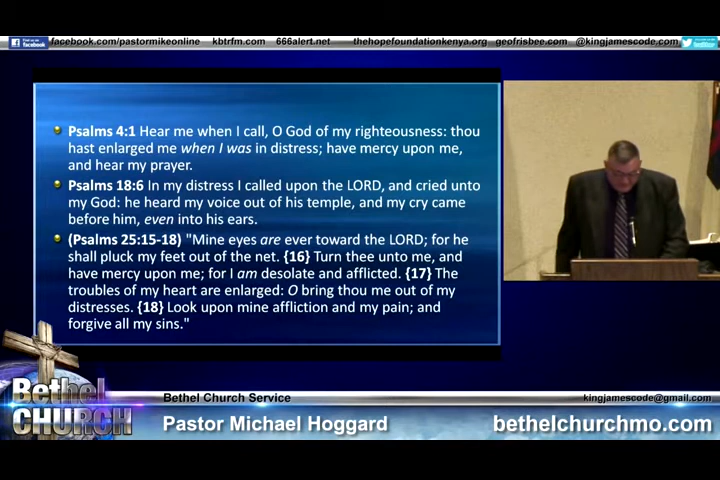 Find us on facebook
facebook.com/pastormikeonline kbtrfm.com 666alert.net thehopefoundationkenya.org geofrisbee.com @kingjamescode.com
Psalms 4:1 Hear me when I call, O God of my righteousness: thou
hast enlarged me when I was in distress; have mercy upon me,
and hear my prayer.
Psalms 18:6 In my distress I called upon the LORD, and cried unto
my God: he heard my voice out of his temple, and my cry came
before him, even into his ears.
(Psalms 25:15-18) "Mine eyes are ever toward the LORD; for he
shall pluck my feet out of the net. {16} Turn thee unto me, and
have mercy upon me; for I am desolate and afflicted. {17} The
troubles of my heart are enlarged: O bring thou me out of my
distresses. {18} Look upon mine affliction and my pain; and
forgive all my sins."
Bethel
CHURCH
Bethel Church Service
kingjamescode@gmail.com
Pastor Michael Hoggard
bethelchurchmo.com